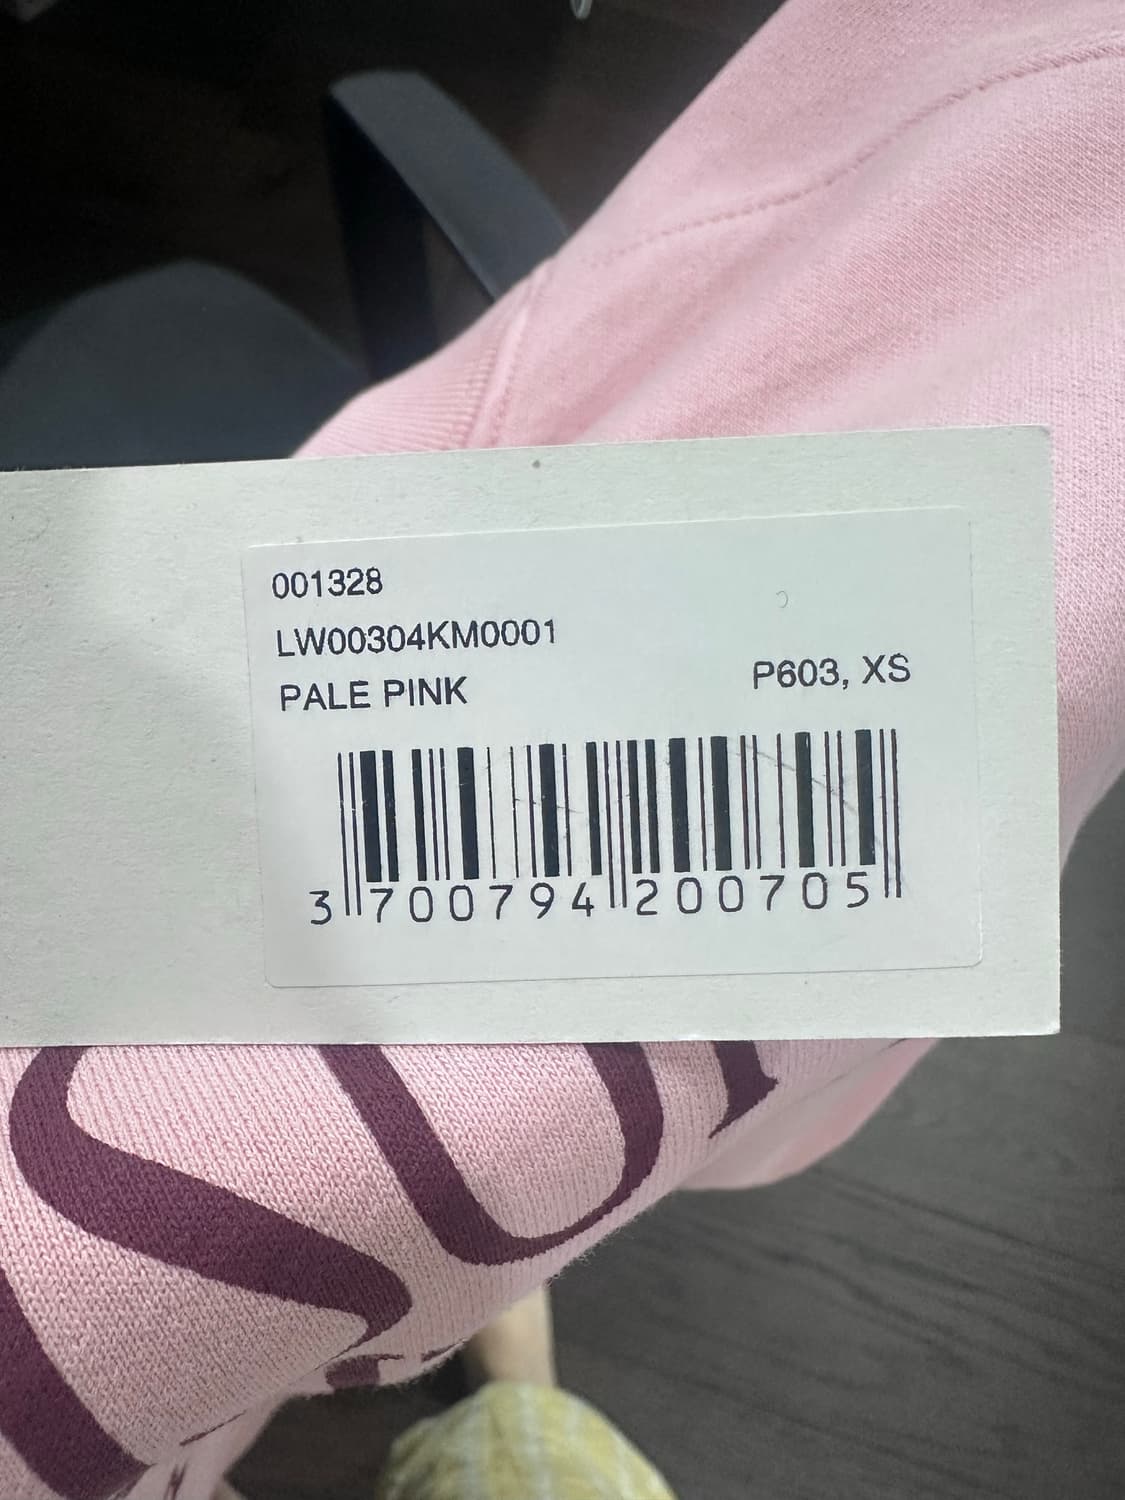 001328
LW00304KM0001
PALE PINK
P603, XS
3 700794 200705